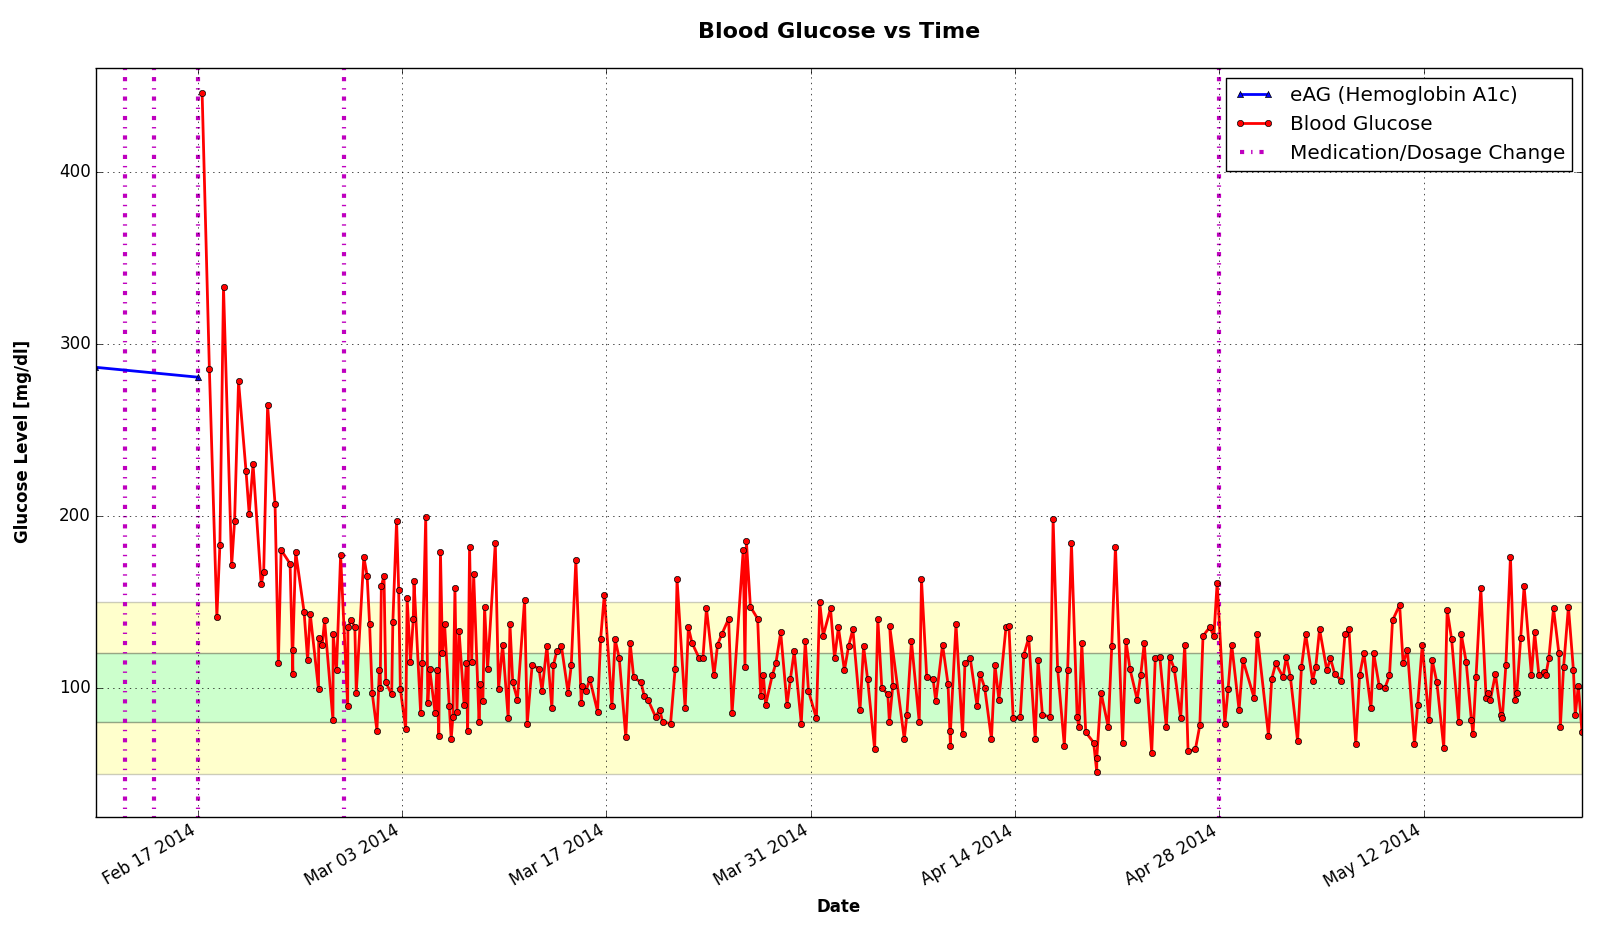 Blood Glucose vs Time
eAG (Hemoglobin A1c)
Blood Glucose
Medication/Dosage Change
Glucose Level [mg/dl]
400
300
200
100
Feb 17 2014
Mar 03 2014
Mar 17 2014
Mar 31 2014
Apr 14 2014
Apr 28 2014
May 12 2014
Date